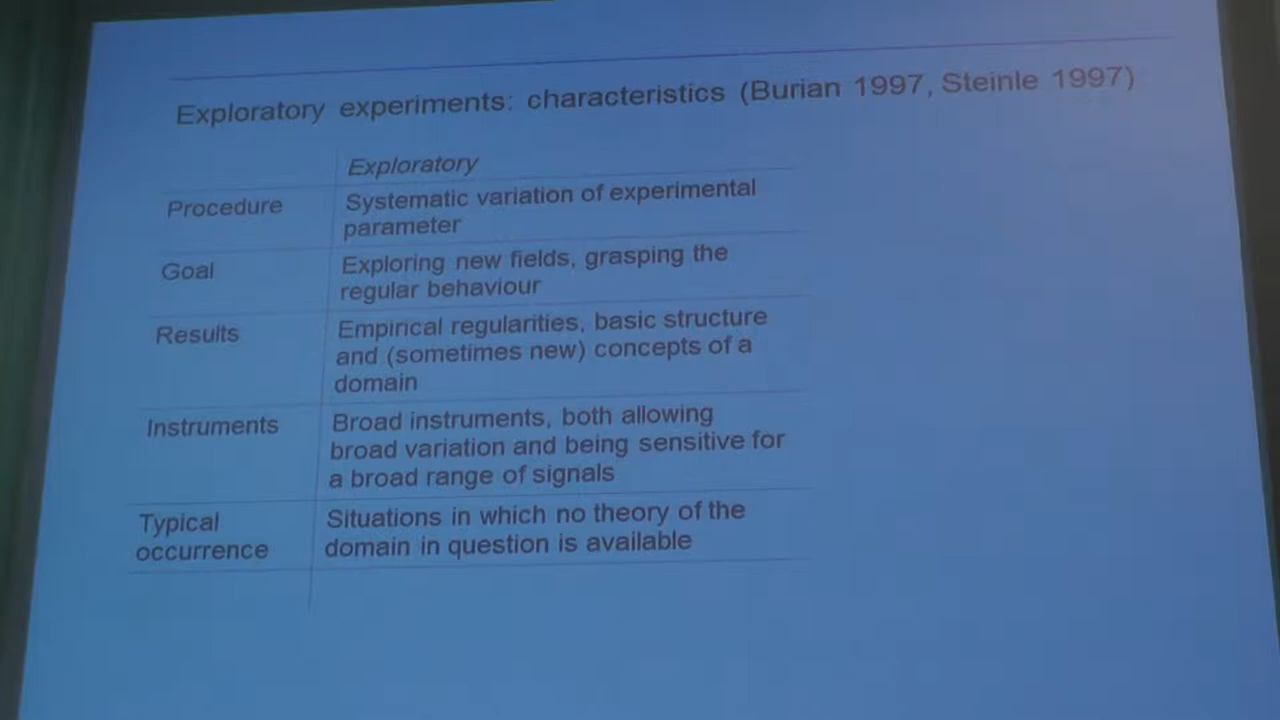 Exploratory experiments: characteristics (Burian 1997, Steinle 1997)
Exploratory
Procedure
Systematic variation of experimental
parameter
Goal
Exploring new fields, grasping the
regular behaviour
Results
Empirical regularities, basic structure
and (sometimes new) concepts of a
domain
Instruments
Broad instruments, both allowing
broad variation and being sensitive for
a broad range of signals
Typical
occurrence
Situations in which no theory of the
domain in question is available